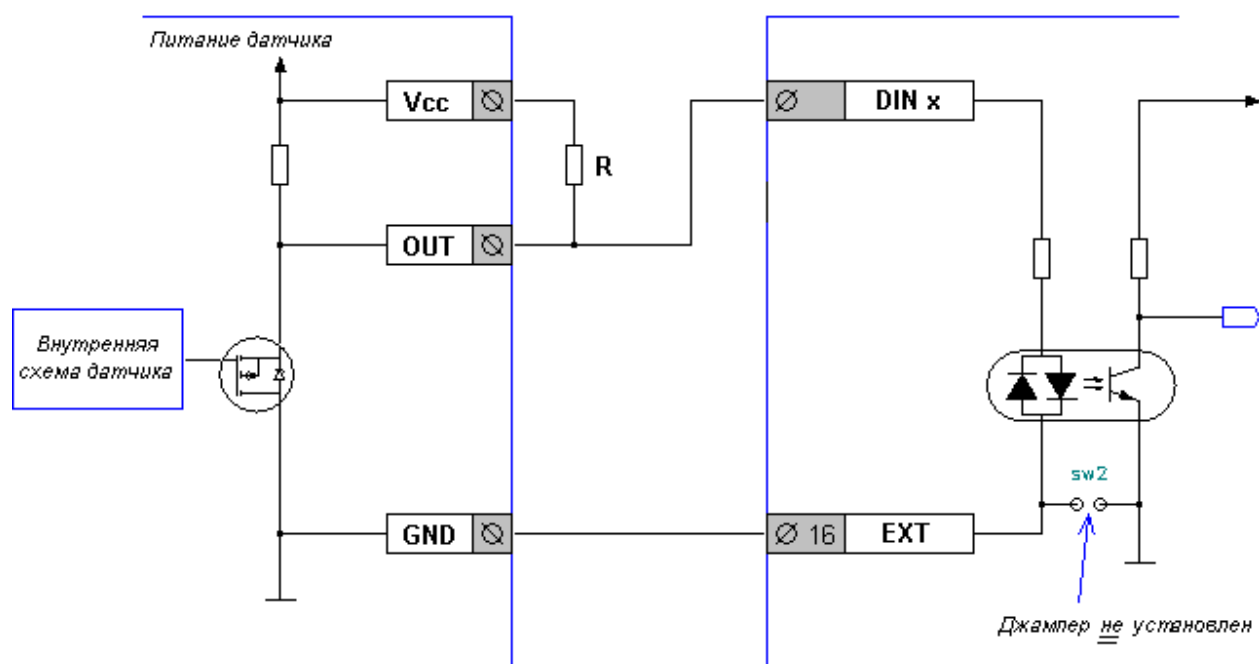 Питание датчика
Vcc
DIN x
R
OUT
Внутренняя
схема датчика
sw2
GND
16 EXT
Джампер не установлен